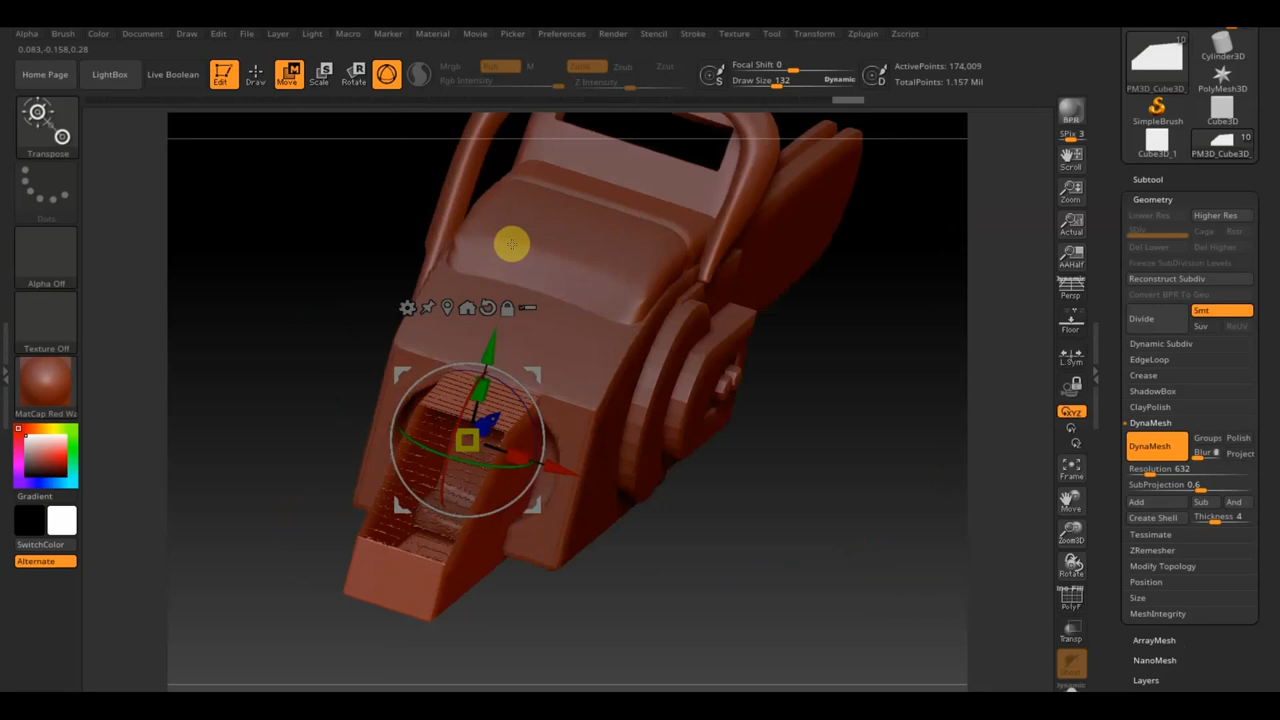 Alpha Brush Color Document Draw Edit File Layer Light Macro Marker Material Movie Picker Preferences Render Stencil Stroke Texture Tool Transform Zplugin Zscript
0.083,-0.158,0.28
Home Page LightBox Live Boolean Edit Draw Move Scale Rotate Mrgb Rgb M Zadd Zsub Zcut
Rgb Intensity Z Intensity
Focal Shift 0
Draw Size 132 Dynamic
ActivePoints: 174,009
TotalPoints: 1.157 Mil
Transpose
Dots
Alpha Off
Texture Off
MatCap Red Wa
Gradient
SwitchColor
Alternate
BPR
SPix 3
Scroll
Zoom
Actual
AAHalf
Dynamic
Persp
Floor
L.Sym
XYZ
Frame
Move
Zoom3D
Rotate
Line Fill
PolyF
Transp
Dynamic
10
Cylinder3D
PM3D_Cube3D_ PolyMesh3D
SimpleBrush Cube3D
10
Cube3D_1 PM3D_Cube3D_
Subtool
Geometry
Lower Res Higher Res
SDiv Cage Rstr
Del Lower Del Higher
Freeze SubDivision Levels
Reconstruct Subdiv
Convert BPR To Geo
Divide Smt
Suv ReUV
Dynamic Subdiv
EdgeLoop
Crease
ShadowBox
ClayPolish
DynaMesh
DynaMesh Groups Polish
Blur Project
Resolution 632
SubProjection 0.6
Add Sub And
Create Shell Thickness 4
Tessimate
ZRemesher
Modify Topology
Position
Size
MeshIntegrity
ArrayMesh
NanoMesh
Layers